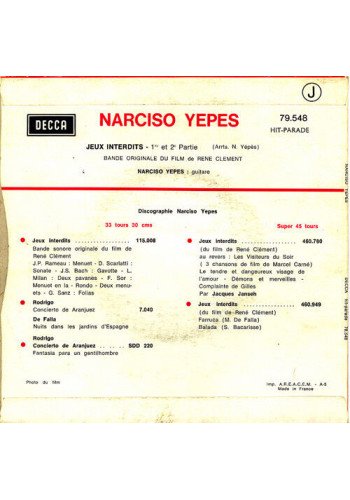 J
DECCA
NARCISO YEPES
79.548
HIT-PARADE
JEUX INTERDITS - 1re et 2e Partie (Arrts. N. Yépès)
BANDE ORIGINALE DU FILM de RENE CLEMENT
NARCISO YEPES : guitare
NARCISO YEPES
Discographie Narciso Yepes
33 tours 30 cms
Jeux Interdits . . . . . . . . 115.008
Bande sonore originale du film de
René Clément
J.P. Rameau : Menuet - D. Scarlatti :
Sonate - J.S. Bach : Gavotte - L.
Milan : Deux pavanes - F. Sor :
Menuet en la - Rondo - Deux menu-
ets - G. Sanz : Folias
Rodrigo
Concierto de Aranjuez 7.040
De Falla
Nuits dans les jardins d'Espagne
Rodrigo
Concierto de Aranjuez . . . . . . SDD 220
Fantasia para un gentilhombre
Super 45 tours
Jeux Interdits . . . . . . . . 460.798
(du film de René Clément)
au revers : Les Visiteurs du Soir
( 3 chansons de film de Marcel Carné)
Le tendre et dangereux visage de
l'amour - Démons et merveilles -
Complainte de Gilles
Par Jacques Jansen
Jeux Interdits . . . . . . . . 460.949
(du film de René Clément)
Farruca (M. De Falla)
Balada (S. Bacarisse)
DECCA
Hit-parade 79.548
Photo du film
Imp. A.R.E.A.C.E.M. - A-6
Made in France